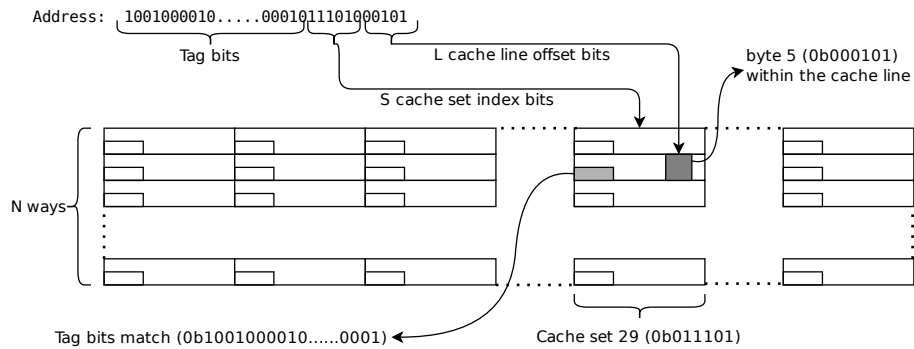 Address: 1001000010.....0001011101000101
Tag bits
L cache line offset bits
byte 5 (0b000101)
within the cache line
S cache set index bits
N ways
Tag bits match (0b1001000010......0001)
Cache set 29 (0b011101)